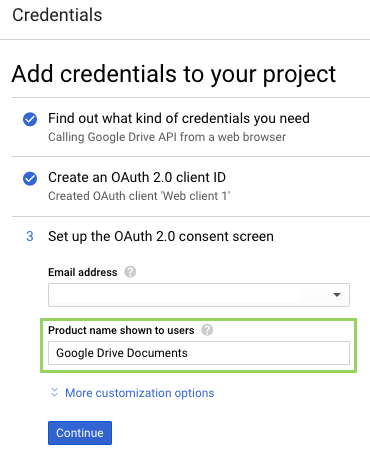 Credentials
Add credentials to your project
Find out what kind of credentials you need
Calling Google Drive API from a web browser
Create an OAuth 2.0 client ID
Created OAuth client 'Web client 1'
3 Set up the OAuth 2.0 consent screen
Email address ?
Product name shown to users ?
Google Drive Documents
More customization options
Continue